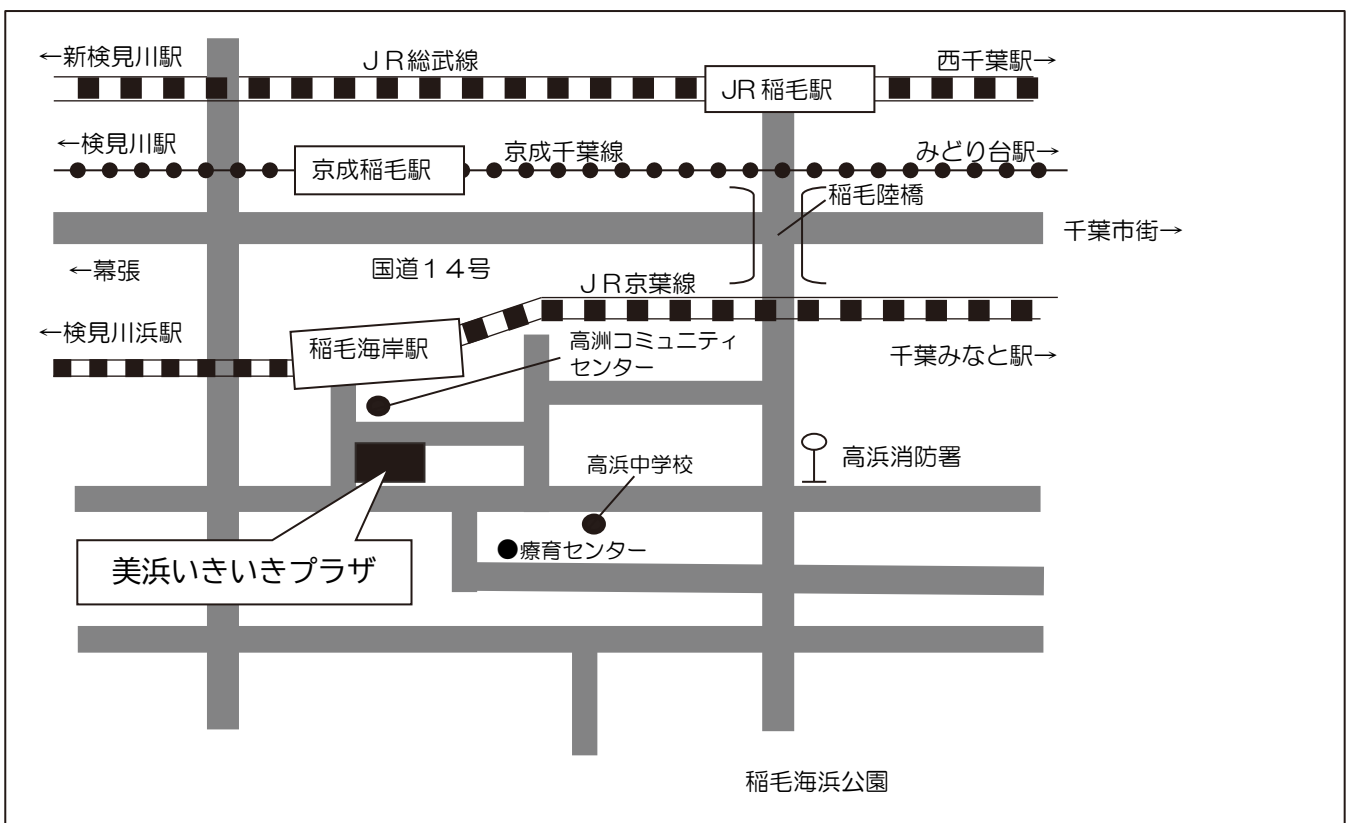 ←新検見川駅
ＪＲ総武線
西千葉駅→
JR稲毛駅
←検見川駅
京成千葉線
みどり台駅→
京成稲毛駅
稲毛陸橋
千葉市街→
←幕張
国道１４号
ＪＲ京葉線
←検見川浜駅
稲毛海岸駅
高洲コミュニティ
センター
千葉みなと駅→
高浜消防署
高浜中学校
●療育センター
美浜いきいきプラザ
稲毛海浜公園